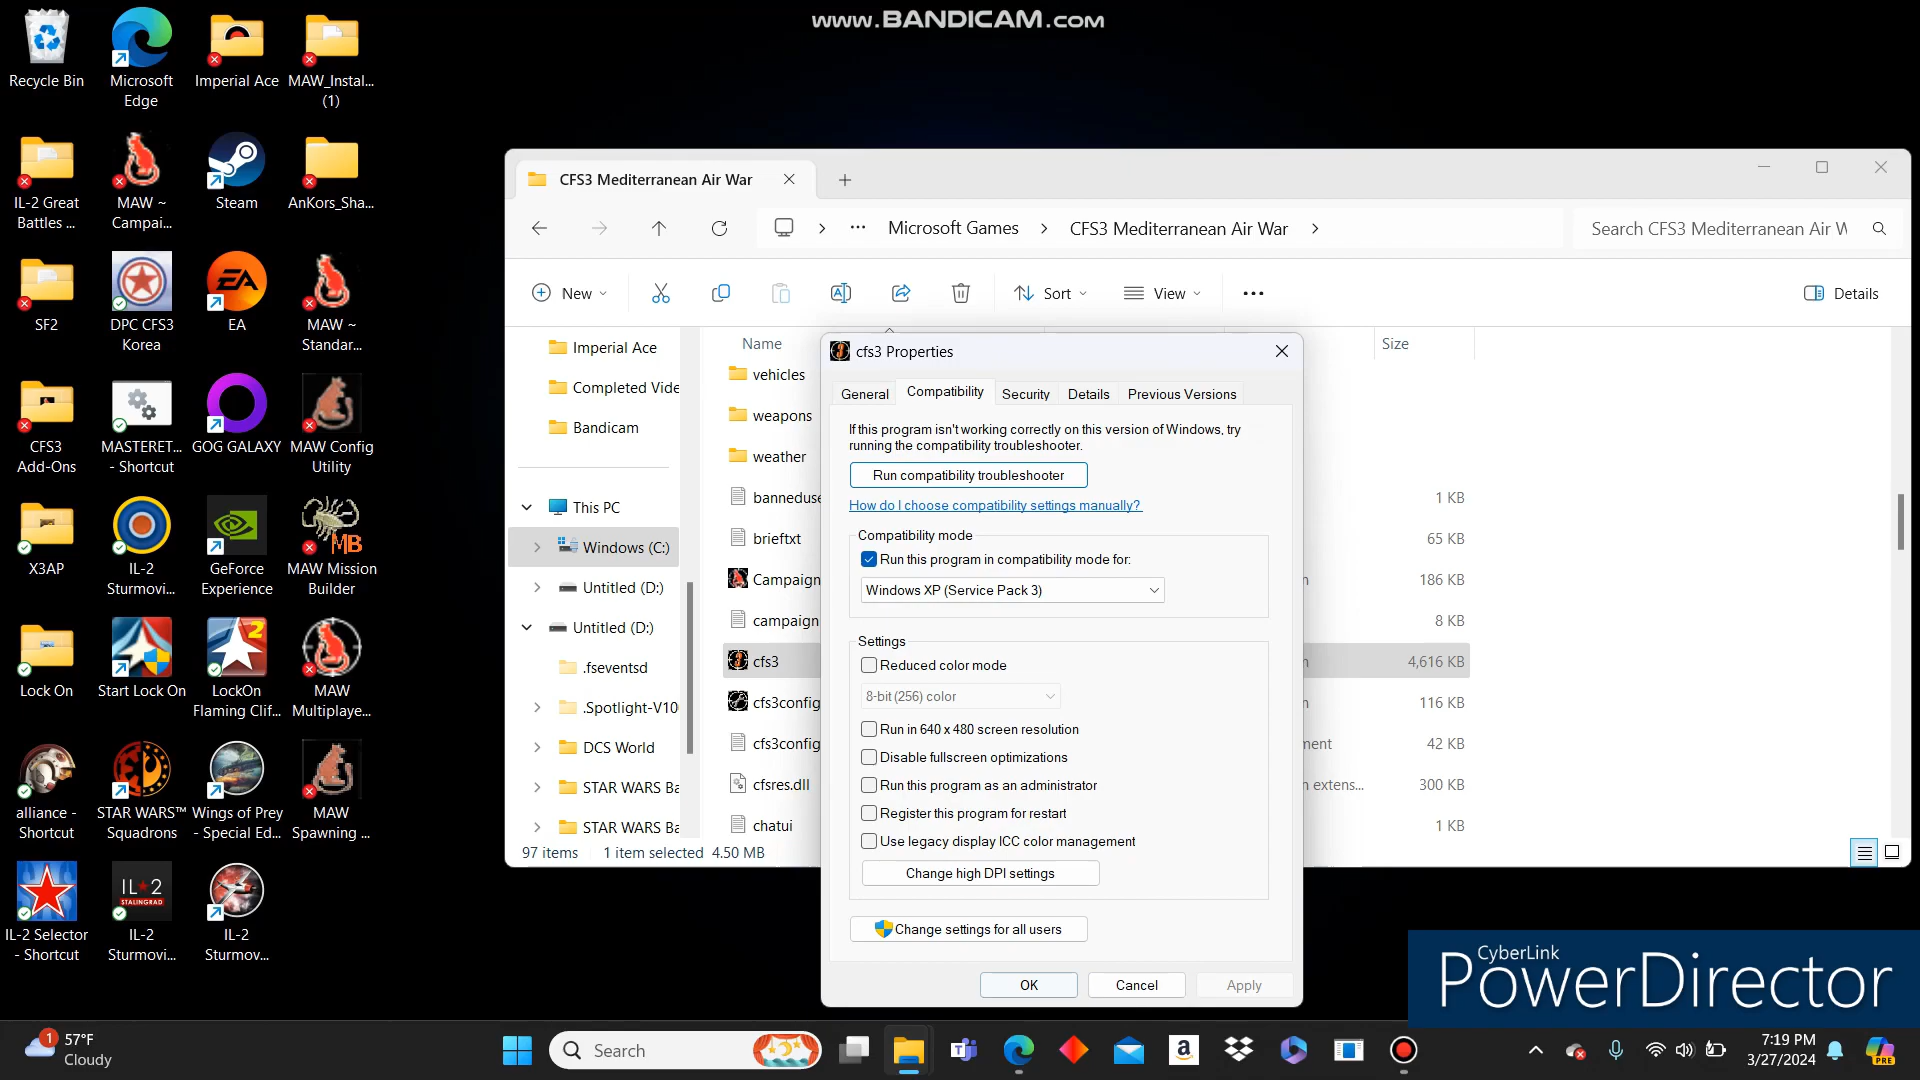 www.BANDICAM.com
Recycle Bin
Microsoft
Edge
Imperial Ace
MAW_Instal...
(1)
IL-2 Great
Battles ...
MAW ~
Campai...
Steam
AnKors_Sha...
SF2
DPC CFS3
Korea
EA
MAW ~
Standar...
CFS3
Add-Ons
MASTERET...
- Shortcut
GOG GALAXY
MAW Config
Utility
X3AP
IL-2
Sturmovi...
GeForce
Experience
MB
MAW Mission
Builder
Lock On
Start Lock On
2
LockOn
Flaming Clif...
MAW
Multiplaye...
alliance -
Shortcut
STAR WARS™
Squadrons
Wings of Prey
- Special Ed...
MAW
Spawning ...
IL-2 Selector
- Shortcut
IL★2
STALINGRAD
IL-2
Sturmovi...
IL-2
Sturmov...
CFS3 Mediterranean Air War
Microsoft Games
CFS3 Mediterranean Air War
Search CFS3 Mediterranean Air W
New
Sort
View
Details
Imperial Ace
Completed Vide
Bandicam
This PC
Windows (C:)
Untitled (D:)
Untitled (D:)
.fseventsd
.Spotlight-V10
DCS World
STAR WARS Ba
STAR WARS Ba
Name
Size
vehicles
weapons
weather
banneduse
1 KB
brieftxt
65 KB
Campaign
186 KB
campaign
8 KB
cfs3
4,616 KB
cfs3config
116 KB
cfs3config
ment
42 KB
cfsres.dll
n extens...
300 KB
chatui
1 KB
97 items
1 item selected 4.50 MB
cfs3 Properties
General
Compatibility
Security
Details
Previous Versions
If this program isn't working correctly on this version of Windows, try
running the compatibility troubleshooter.
Run compatibility troubleshooter
How do I choose compatibility settings manually?
Compatibility mode
Run this program in compatibility mode for:
Windows XP (Service Pack 3)
Settings
Reduced color mode
8-bit (256) color
Run in 640 x 480 screen resolution
Disable fullscreen optimizations
Run this program as an administrator
Register this program for restart
Use legacy display ICC color management
Change high DPI settings
Change settings for all users
OK
Cancel
Apply
CyberLink
PowerDirector
1
57°F
Cloudy
Search
7:19 PM
3/27/2024
PRE